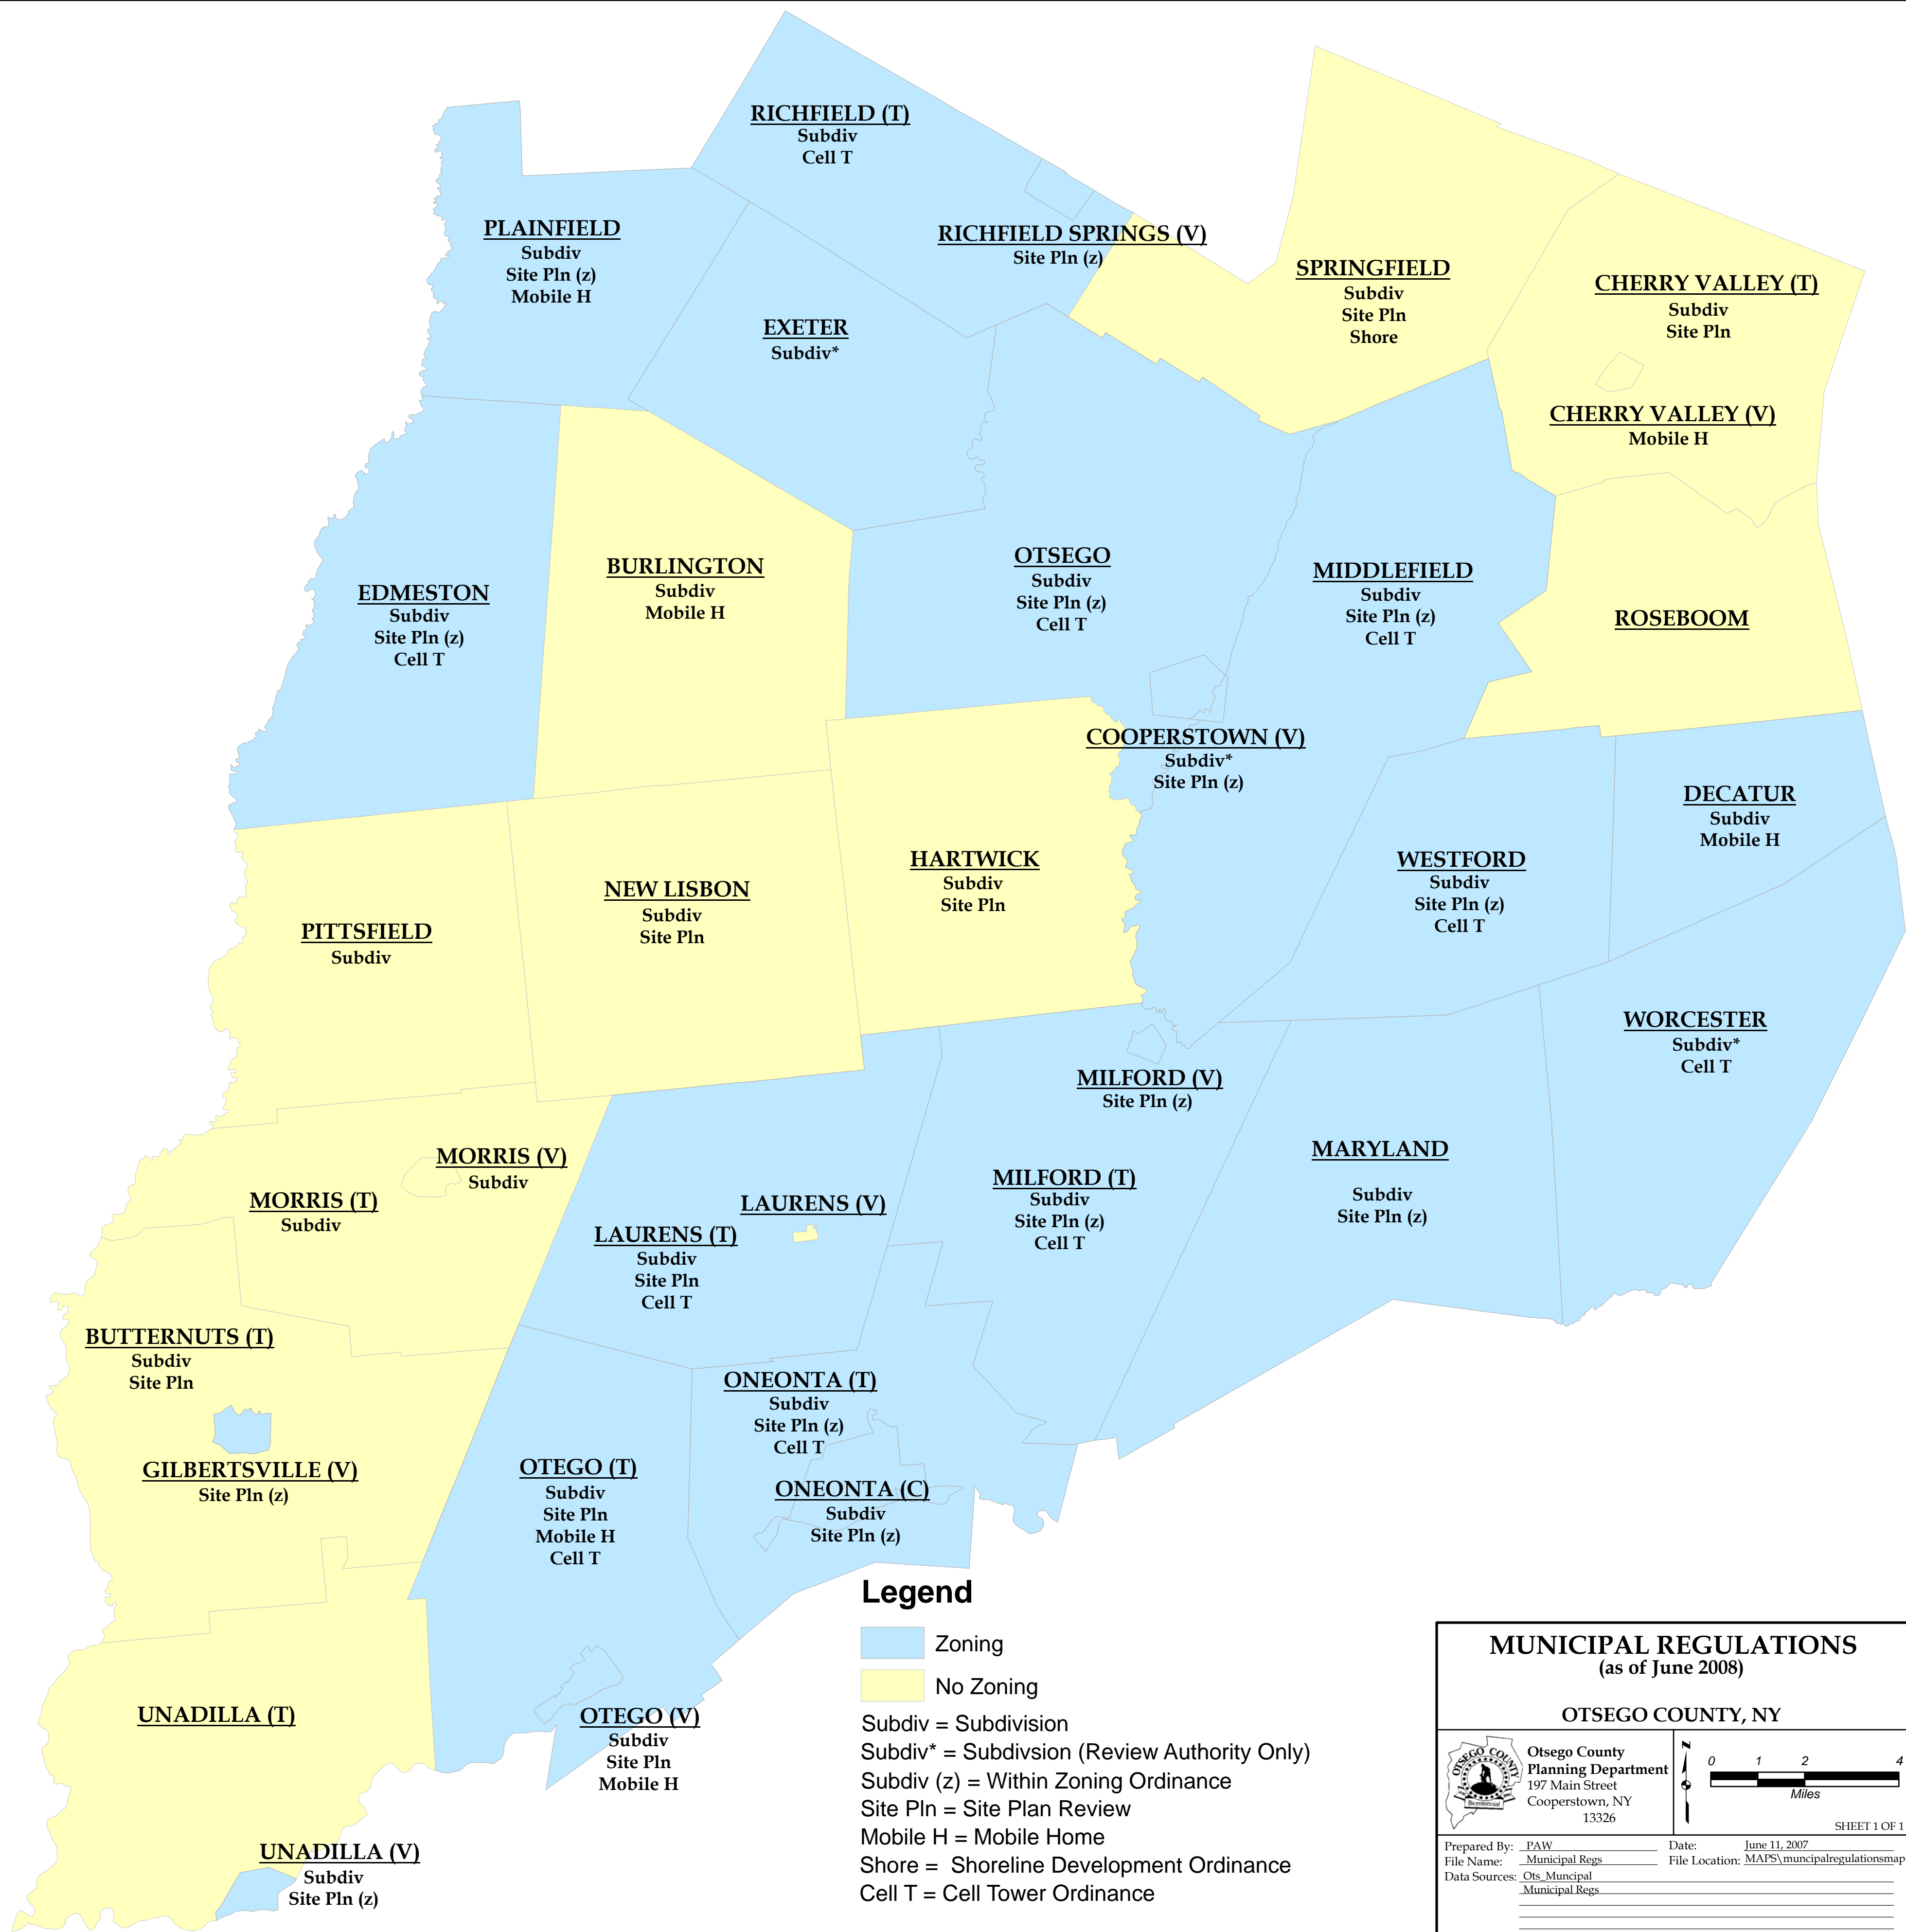 RICHFIELD (T)
Subdiv
Cell T
PLAINFIELD
Subdiv
Site Pln (z)
Mobile H
RICHFIELD SPRINGS (V)
Site Pln (z)
SPRINGFIELD
Subdiv
Site Pln
Shore
CHERRY VALLEY (T)
Subdiv
Site Pln
EXETER
Subdiv*
CHERRY VALLEY (V)
Mobile H
EDMESTON
Subdiv
Site Pln (z)
Cell T
BURLINGTON
Subdiv
Mobile H
OTSEGO
Subdiv
Site Pln (z)
Cell T
MIDDLEFIELD
Subdiv
Site Pln (z)
Cell T
ROSEBOOM
COOPERSTOWN (V)
Subdiv*
Site Pln (z)
DECATUR
Subdiv
Mobile H
WESTFORD
Subdiv
Site Pln (z)
Cell T
HARTWICK
Subdiv
Site Pln
NEW LISBON
Subdiv
Site Pln
PITTSFIELD
Subdiv
WORCESTER
Subdiv*
Cell T
MILFORD (V)
Site Pln (z)
MARYLAND
Subdiv
Site Pln (z)
MORRIS (V)
Subdiv
MORRIS (T)
Subdiv
LAURENS (V)
LAURENS (T)
Subdiv
Site Pln
Cell T
MILFORD (T)
Subdiv
Site Pln (z)
Cell T
BUTTERNUTS (T)
Subdiv
Site Pln
GILBERTSVILLE (V)
Site Pln (z)
ONEONTA (T)
Subdiv
Site Pln (z)
Cell T
ONEONTA (C)
Subdiv
Site Pln (z)
OTEGO (T)
Subdiv
Site Pln
Mobile H
Cell T
UNADILLA (T)
OTEGO (V)
Subdiv
Site Pln
Mobile H
UNADILLA (V)
Subdiv
Site Pln (z)
Legend
Zoning
No Zoning
Subdiv = Subdivision
Subdiv* = Subdivsion (Review Authority Only)
Subdiv (z) = Within Zoning Ordinance
Site Pln = Site Plan Review
Mobile H = Mobile Home
Shore = Shoreline Development Ordinance
Cell T = Cell Tower Ordinance
MUNICIPAL REGULATIONS
(as of June 2008)
OTSEGO COUNTY, NY
OTSEGO COUNTY
Bicentennial
Otsego County
Planning Department
197 Main Street
Cooperstown, NY
13326
N
0 1 2 4
Miles
SHEET 1 OF 1
Prepared By: PAW
Date: June 11, 2007
File Name: Municipal Regs
File Location: MAPS\muncipalregulationsmap
Data Sources: Ots_Muncipal
Municipal Regs